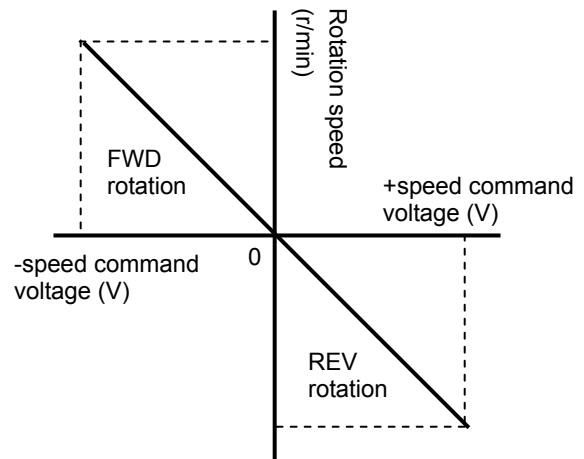 Rotation speed
(r/min)
FWD
rotation
+speed command
voltage (V)
0
-speed command
voltage (V)
REV
rotation